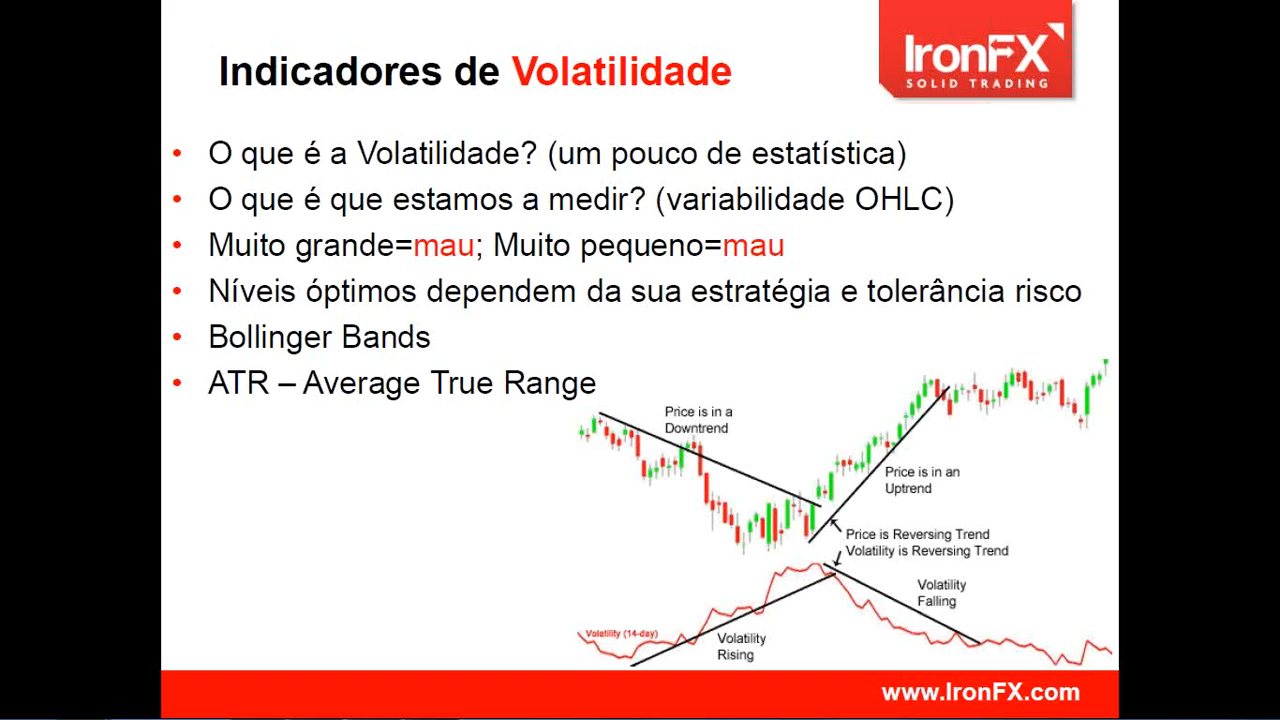 Indicadores de Volatilidade
IronFX
SOLID TRADING
• O que é a Volatilidade? (um pouco de estatística)
• O que é que estamos a medir? (variabilidade OHLC)
• Muito grande=mau; Muito pequeno=mau
• Níveis óptimos dependem da sua estratégia e tolerância risco
• Bollinger Bands
• ATR – Average True Range
Price is in a
Downtrend
Price is in an
Uptrend
Price is Reversing Trend
Volatility is Reversing Trend
Volatility
Falling
Volatility (14-day)
Volatility
Rising
www.IronFX.com